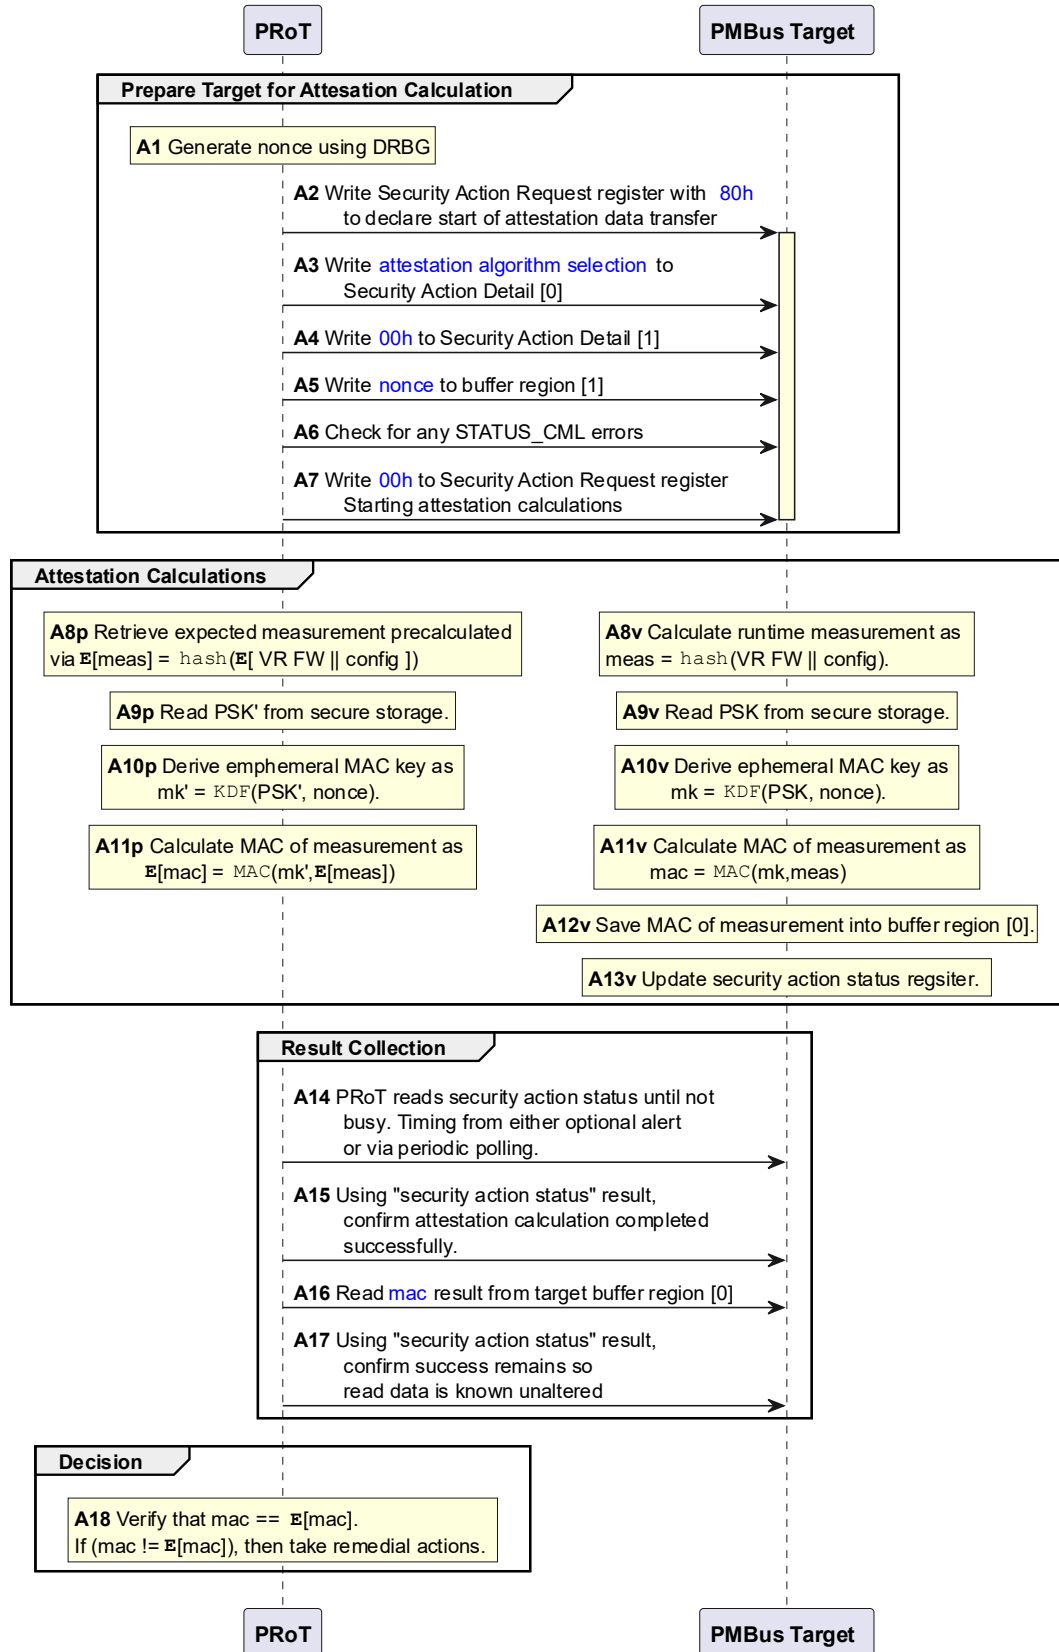 PRoT
PMBus Target
Prepare Target for Attesation Calculation
A1 Generate nonce using DRBG
A2 Write Security Action Request register with 80h
to declare start of attestation data transfer
A3 Write attestation algorithm selection to
Security Action Detail [0]
A4 Write 00h to Security Action Detail [1]
A5 Write nonce to buffer region [1]
A6 Check for any STATUS_CML errors
A7 Write 00h to Security Action Request register
Starting attestation calculations
Attestation Calculations
A8p Retrieve expected measurement precalculated
via E[meas] = hash(E[ VR FW || config ])
A8v Calculate runtime measurement as
meas = hash(VR FW || config).
A9p Read PSK' from secure storage.
A9v Read PSK from secure storage.
A10p Derive emphemeral MAC key as
mk' = KDF(PSK', nonce).
A10v Derive ephemeral MAC key as
mk = KDF(PSK, nonce).
A11p Calculate MAC of measurement as
E[mac] = MAC(mk',E[meas])
A11v Calculate MAC of measurement as
mac = MAC(mk,meas)
A12v Save MAC of measurement into buffer region [0].
A13v Update security action status regsiter.
Result Collection
A14 PRoT reads security action status until not
busy. Timing from either optional alert
or via periodic polling.
A15 Using "security action status" result,
confirm attestation calculation completed
successfully.
A16 Read mac result from target buffer region [0]
A17 Using "security action status" result,
confirm success remains so
read data is known unaltered
Decision
A18 Verify that mac == E[mac].
If (mac != E[mac]), then take remedial actions.
PRoT
PMBus Target